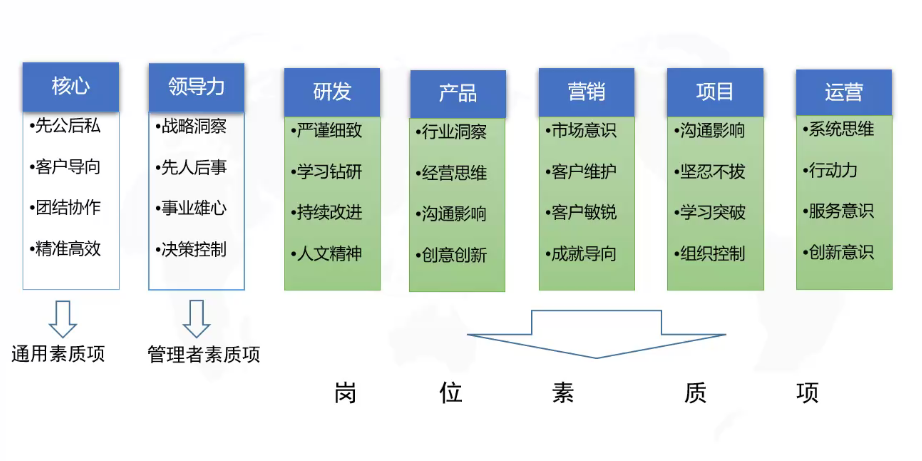 核心
•先公后私
•客户导向
•团结协作
•精准高效
通用素质项
领导力
•战略洞察
•先人后事
•事业雄心
•决策控制
管理者素质项
研发
•严谨细致
•学习钻研
•持续改进
•人文精神
产品
•行业洞察
•经营思维
•沟通影响
•创意创新
营销
•市场意识
•客户维护
•客户敏锐
•成就导向
项目
•沟通影响
•坚忍不拔
•学习突破
•组织控制
运营
•系统思维
•行动力
•服务意识
•创新意识
岗位素质项